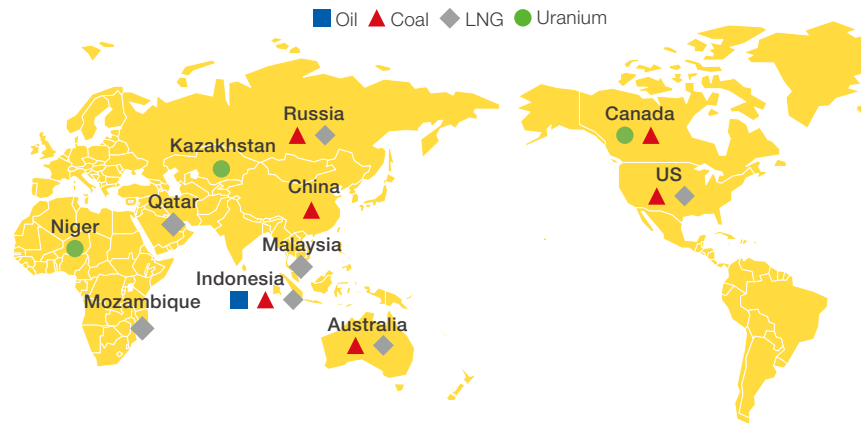 Oil Coal LNG Uranium
Russia
Canada
Kazakhstan
US
China
Qatar
Niger
Malaysia
Indonesia
Mozambique
Australia